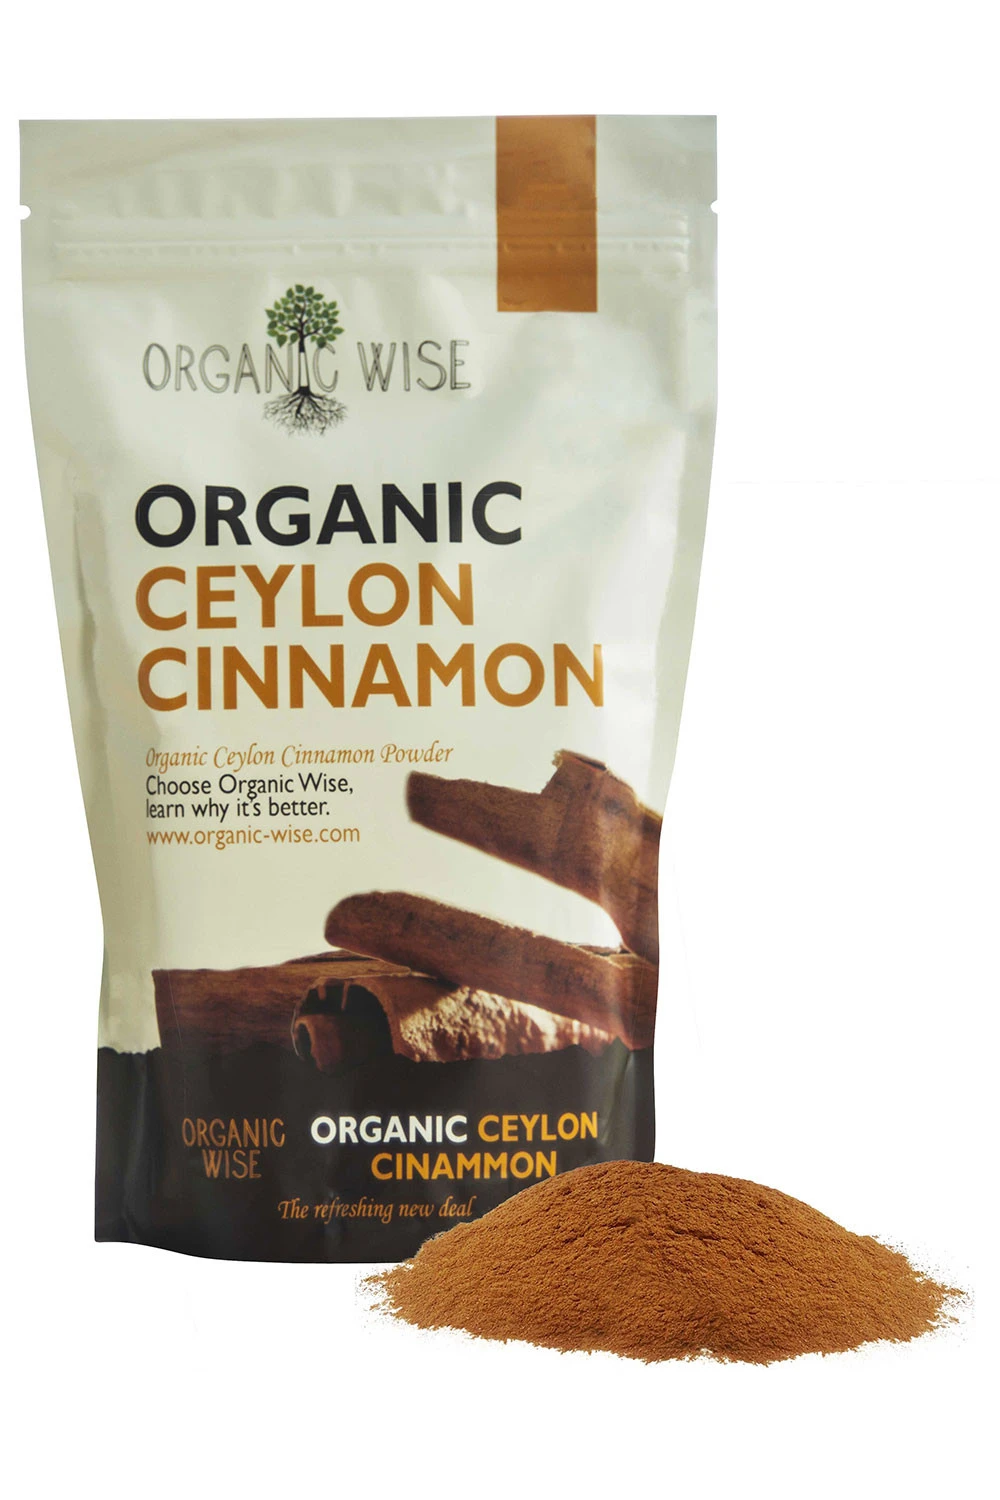 ORGANIC WISE
ORGANIC
CEYLON
CINNAMON
Organic Ceylon Cinnamon Powder
Choose Organic Wise,
learn why it's better.
www.organic-wise.com
ORGANIC
WISE
ORGANIC CEYLON
CINAMMON
The refreshing new deal